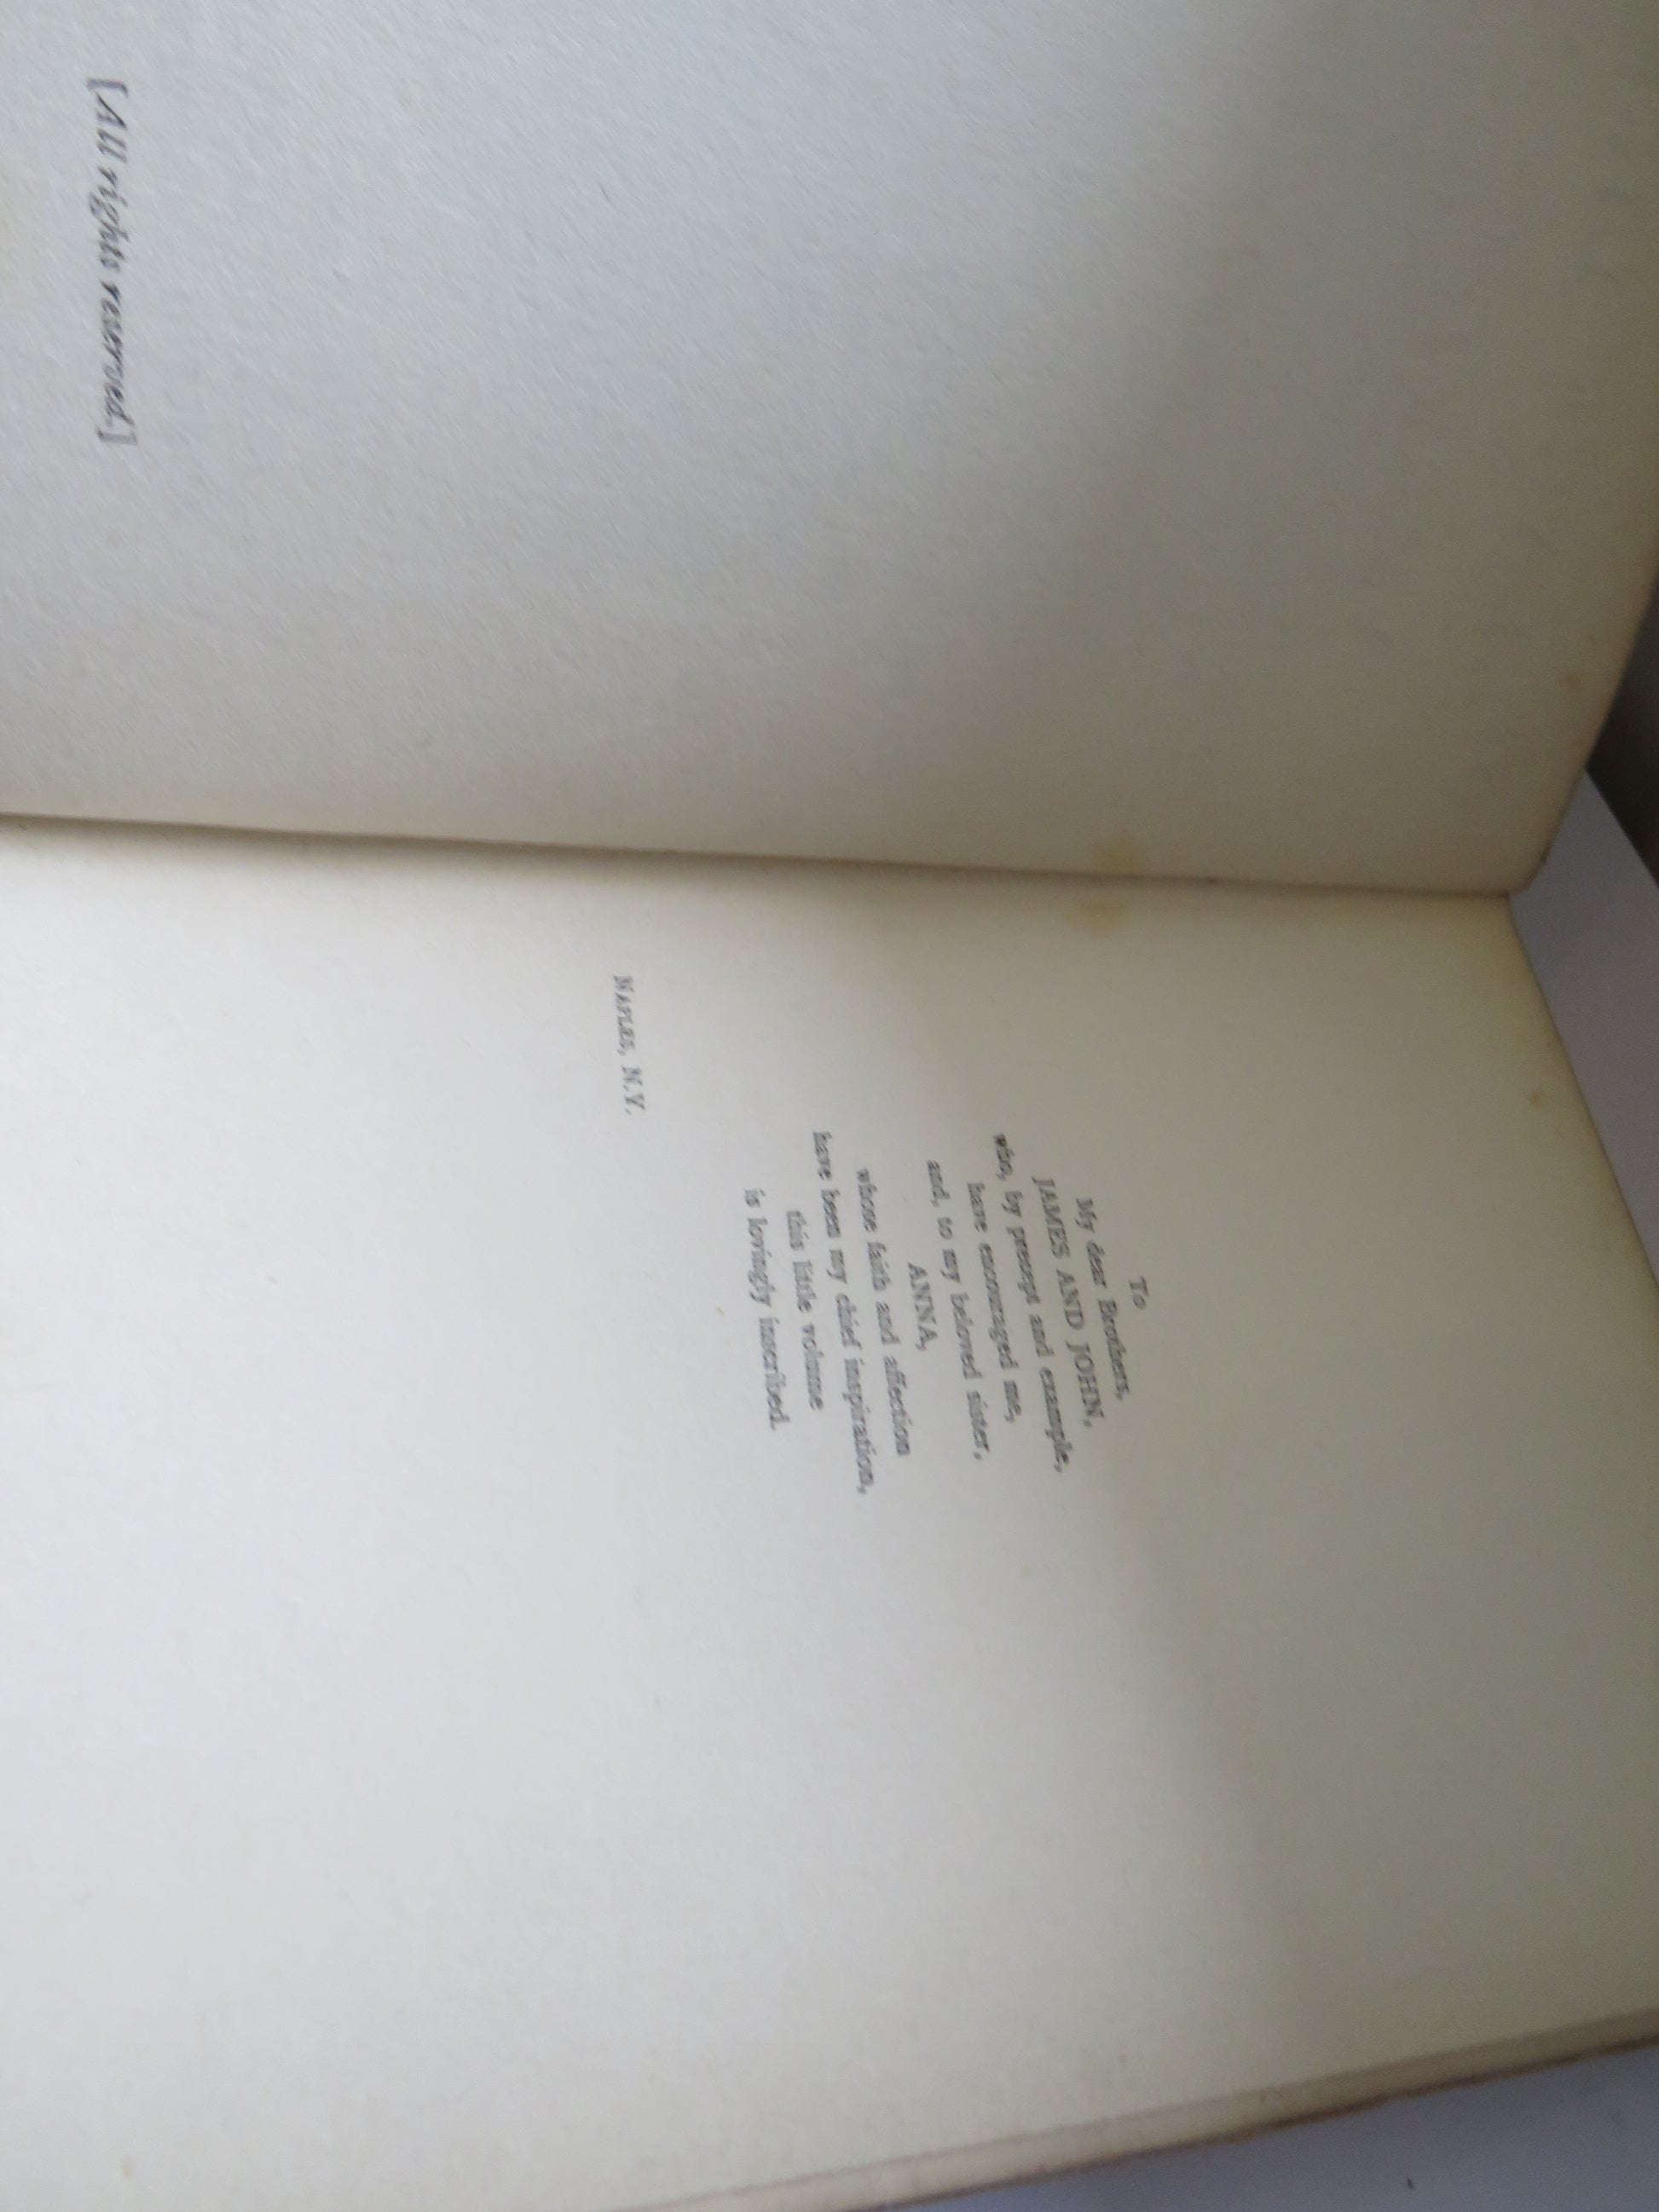 [All rights reserved.]
To
My dear Brothers,
JAMES AND JOHN,
who, by precept and example,
have encouraged me,
and, to my beloved sister,
ANNA,
whose faith and affection
have been my chief inspiration,
this little volume
is lovingly inscribed.
NAPLES, N.Y.